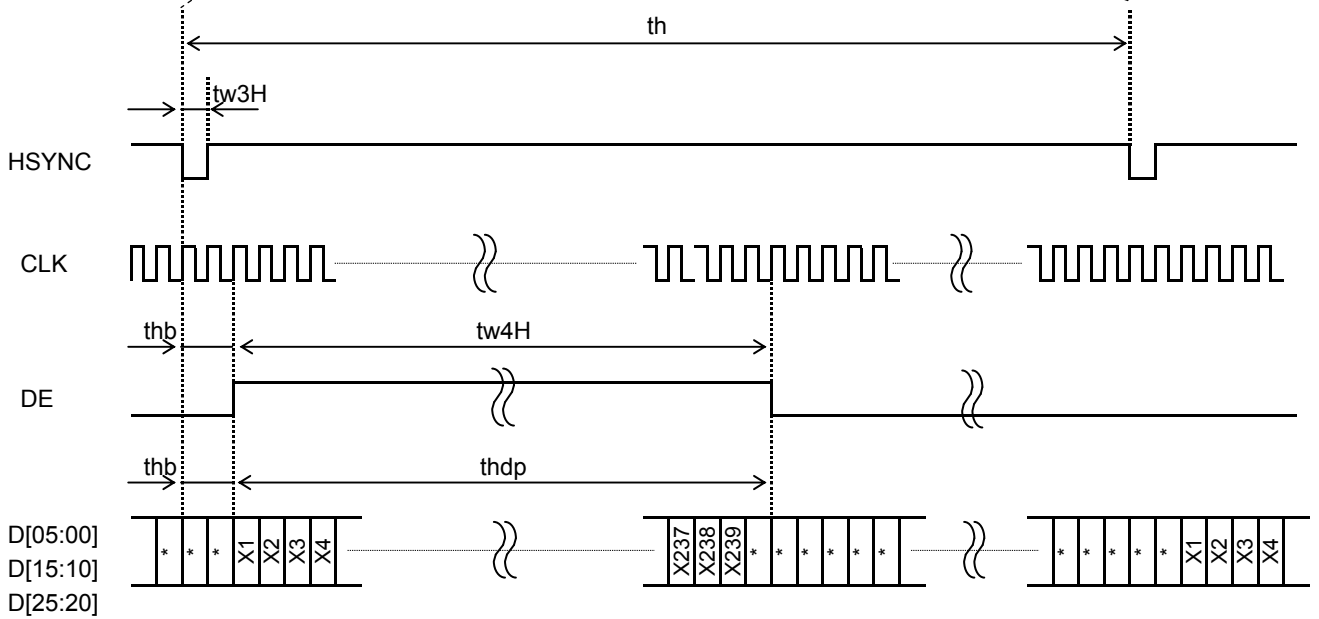 th
tw3H
HSYNC
CLK
thb tw4H
DE
thb thdp
D[05:00]
D[15:10]
D[25:20]
* * * X1 X2 X3 X4 X237 X238 X239 * * * * * * * * * * * X1 X2 X3 X4